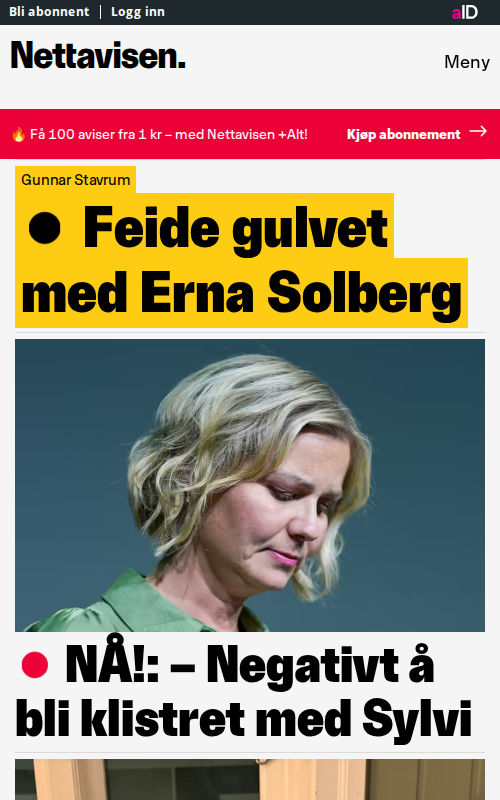 Bli abonnent | Logg inn
aID
Nettavisen.
Meny
🔥 Få 100 aviser fra 1 kr – med Nettavisen +Alt!
Kjøp abonnement →
Gunnar Stavrum
● Feide gulvet
med Erna Solberg
● NÅ!: – Negativt å
bli klistret med Sylvi